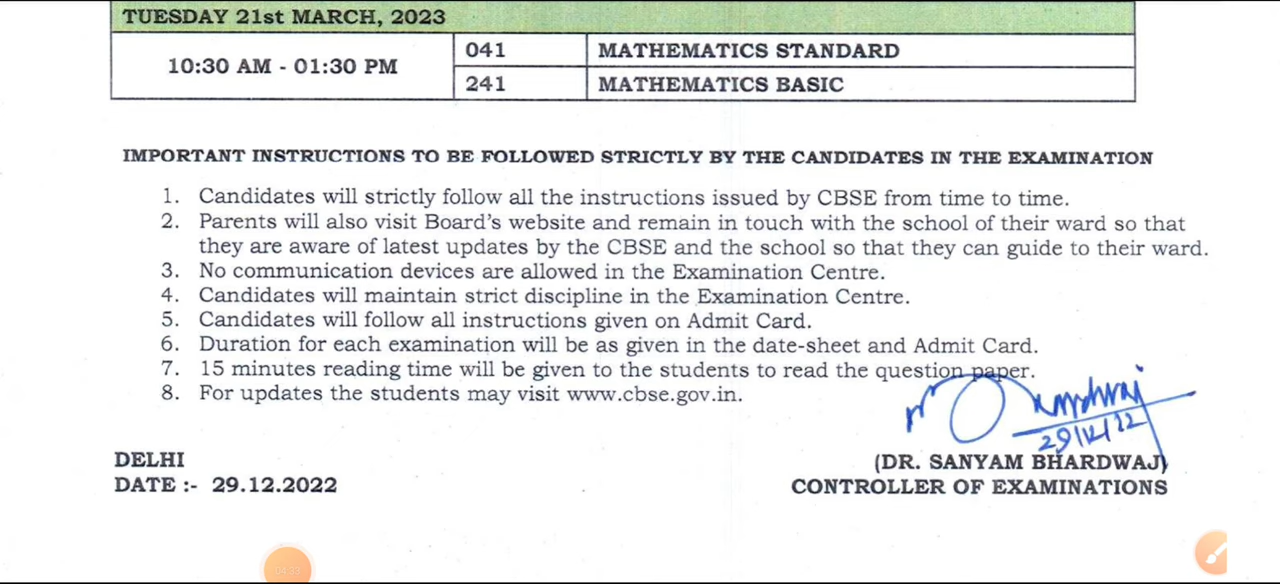 TUESDAY 21st MARCH, 2023
10:30 AM - 01:30 PM
041 MATHEMATICS STANDARD
241 MATHEMATICS BASIC
IMPORTANT INSTRUCTIONS TO BE FOLLOWED STRICTLY BY THE CANDIDATES IN THE EXAMINATION
1. Candidates will strictly follow all the instructions issued by CBSE from time to time.
2. Parents will also visit Board's website and remain in touch with the school of their ward so that
they are aware of latest updates by the CBSE and the school so that they can guide to their ward.
3. No communication devices are allowed in the Examination Centre.
4. Candidates will maintain strict discipline in the Examination Centre.
5. Candidates will follow all instructions given on Admit Card.
6. Duration for each examination will be as given in the date-sheet and Admit Card.
7. 15 minutes reading time will be given to the students to read the question paper.
8. For updates the students may visit www.cbse.gov.in.
29/12/22
DELHI
DATE :- 29.12.2022
(DR. SANYAM BHARDWAJ)
CONTROLLER OF EXAMINATIONS
04:33